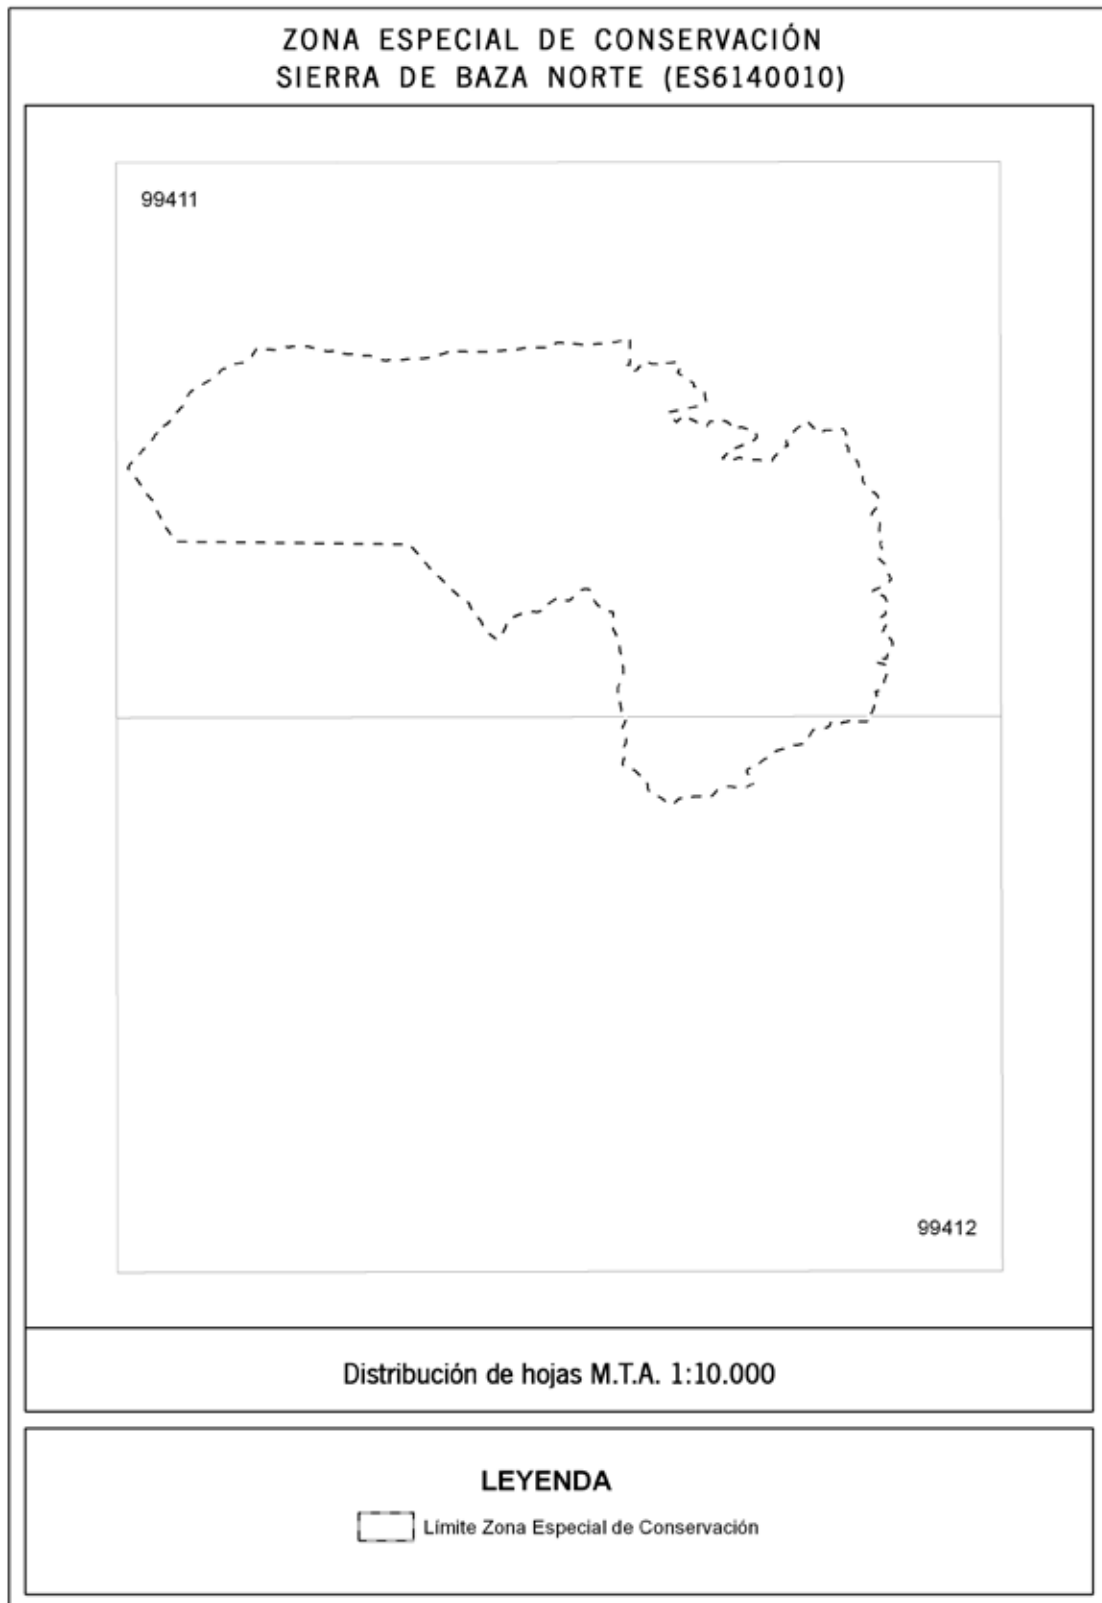 ZONA ESPECIAL DE CONSERVACIÓN
SIERRA DE BAZA NORTE (ES6140010)
99411
99412
Distribución de hojas M.T.A. 1:10.000
LEYENDA
Límite Zona Especial de Conservación